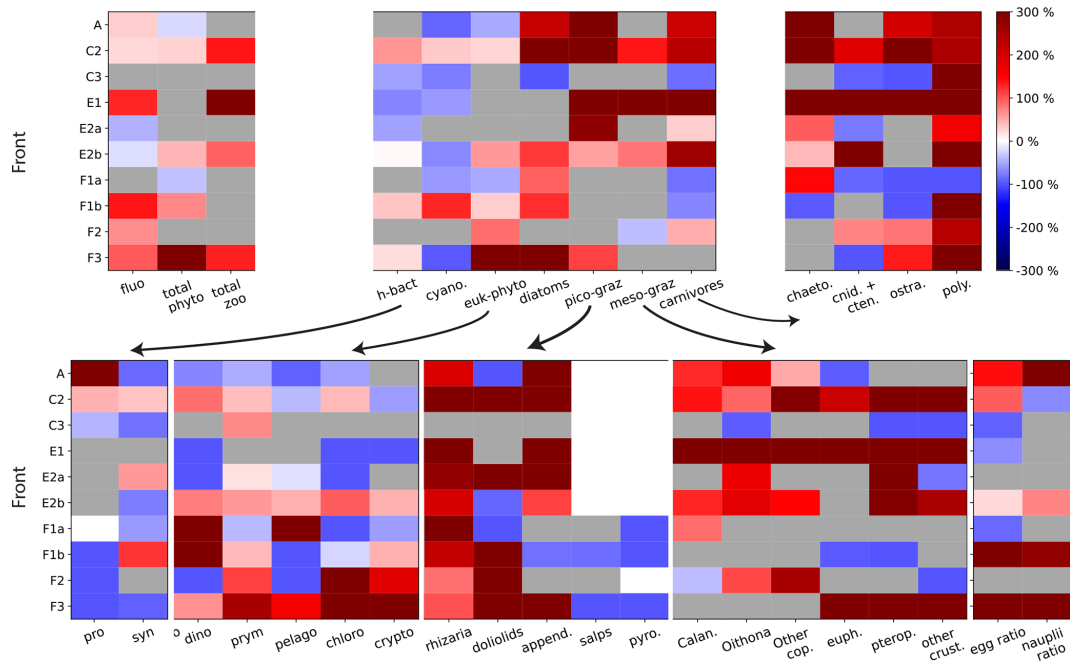 A
C2
C3
E1
E2a
E2b
F1a
F1b
F2
F3
Front
fluo
total phyto
total zoo
h-bact
cyano.
euk-phyto
diatoms
pico-graz
meso-graz
carnivores
chaeto.
cnid. + cten.
ostra.
poly.
300 %
200 %
100 %
0 %
-100 %
-200 %
-300 %
A
C2
C3
E1
E2a
E2b
F1a
F1b
F2
F3
Front
pro
syn
o
dino
prym
pelago
chloro
crypto
rhizaria
doliolids
append.
salps
pyro.
Calan.
Oithona
Other cop.
euph.
pterop.
other crust.
egg ratio
nauplii ratio